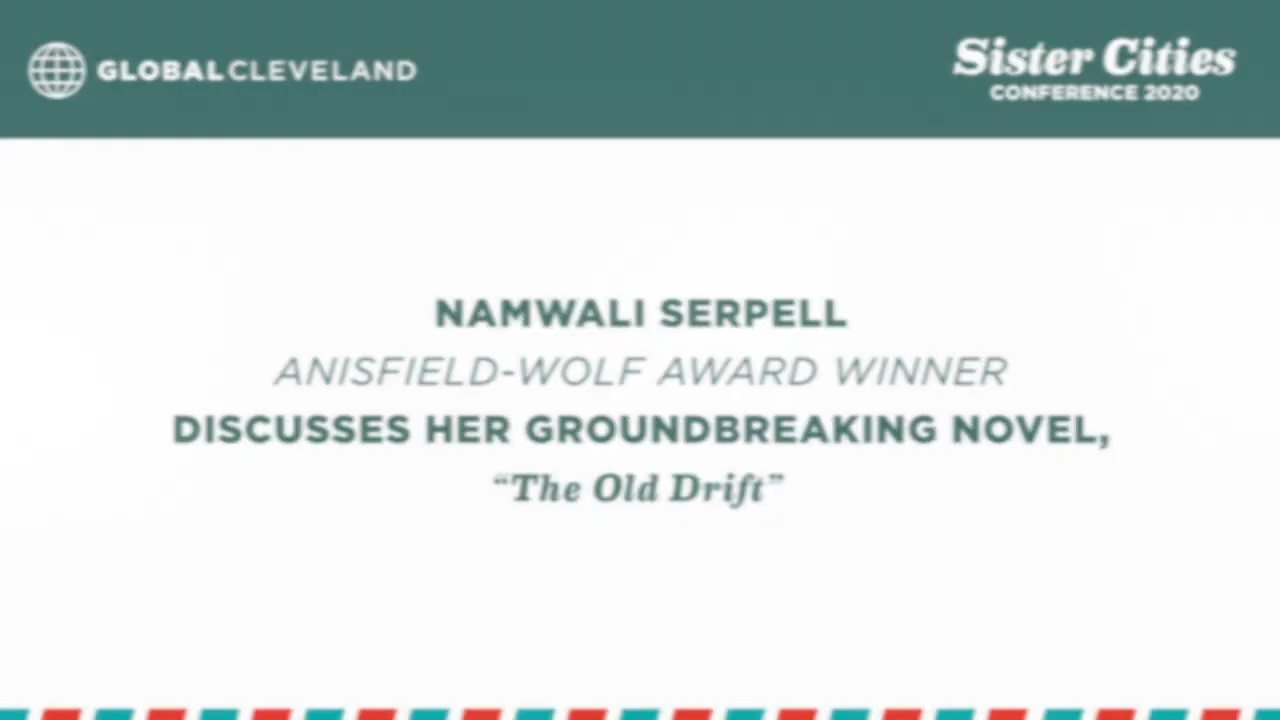 GLOBALCLEVELAND
Sister Cities
CONFERENCE 2020
NAMWALI SERPELL
ANISFIELD-WOLF AWARD WINNER
DISCUSSES HER GROUNDBREAKING NOVEL,
“The Old Drift”